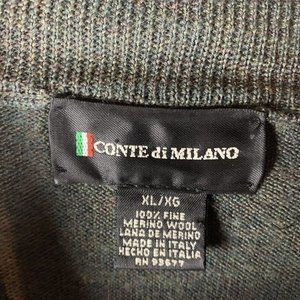 CONTE di MILANO
XL/XG
100% FINE
MERINO WOOL
LANA DE MERINO
MADE IN ITALY
HECHO EN ITALIA
RN 93677